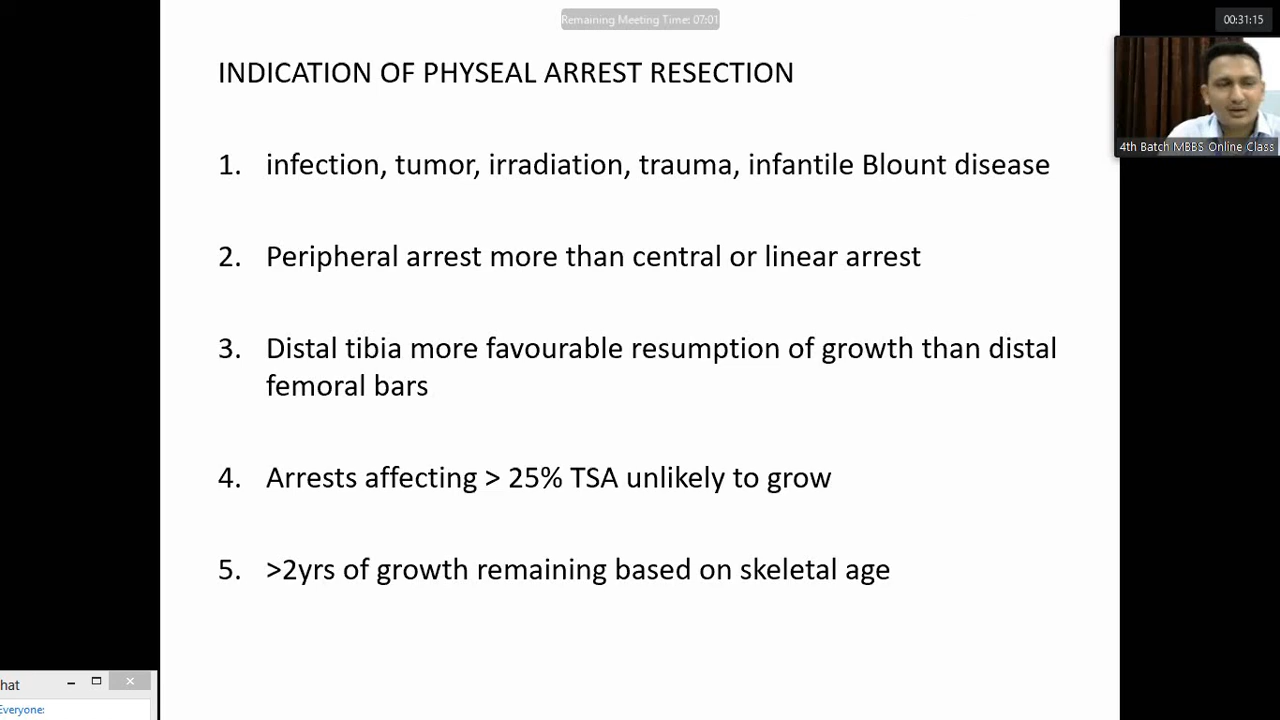 Remaining Meeting Time: 07:01
00:31:15
INDICATION OF PHYSEAL ARREST RESECTION
4th Batch MBBS Online Class
1. infection, tumor, irradiation, trauma, infantile Blount disease
2. Peripheral arrest more than central or linear arrest
3. Distal tibia more favourable resumption of growth than distal
femoral bars
4. Arrests affecting > 25% TSA unlikely to grow
5. >2yrs of growth remaining based on skeletal age
hat
Everyone: